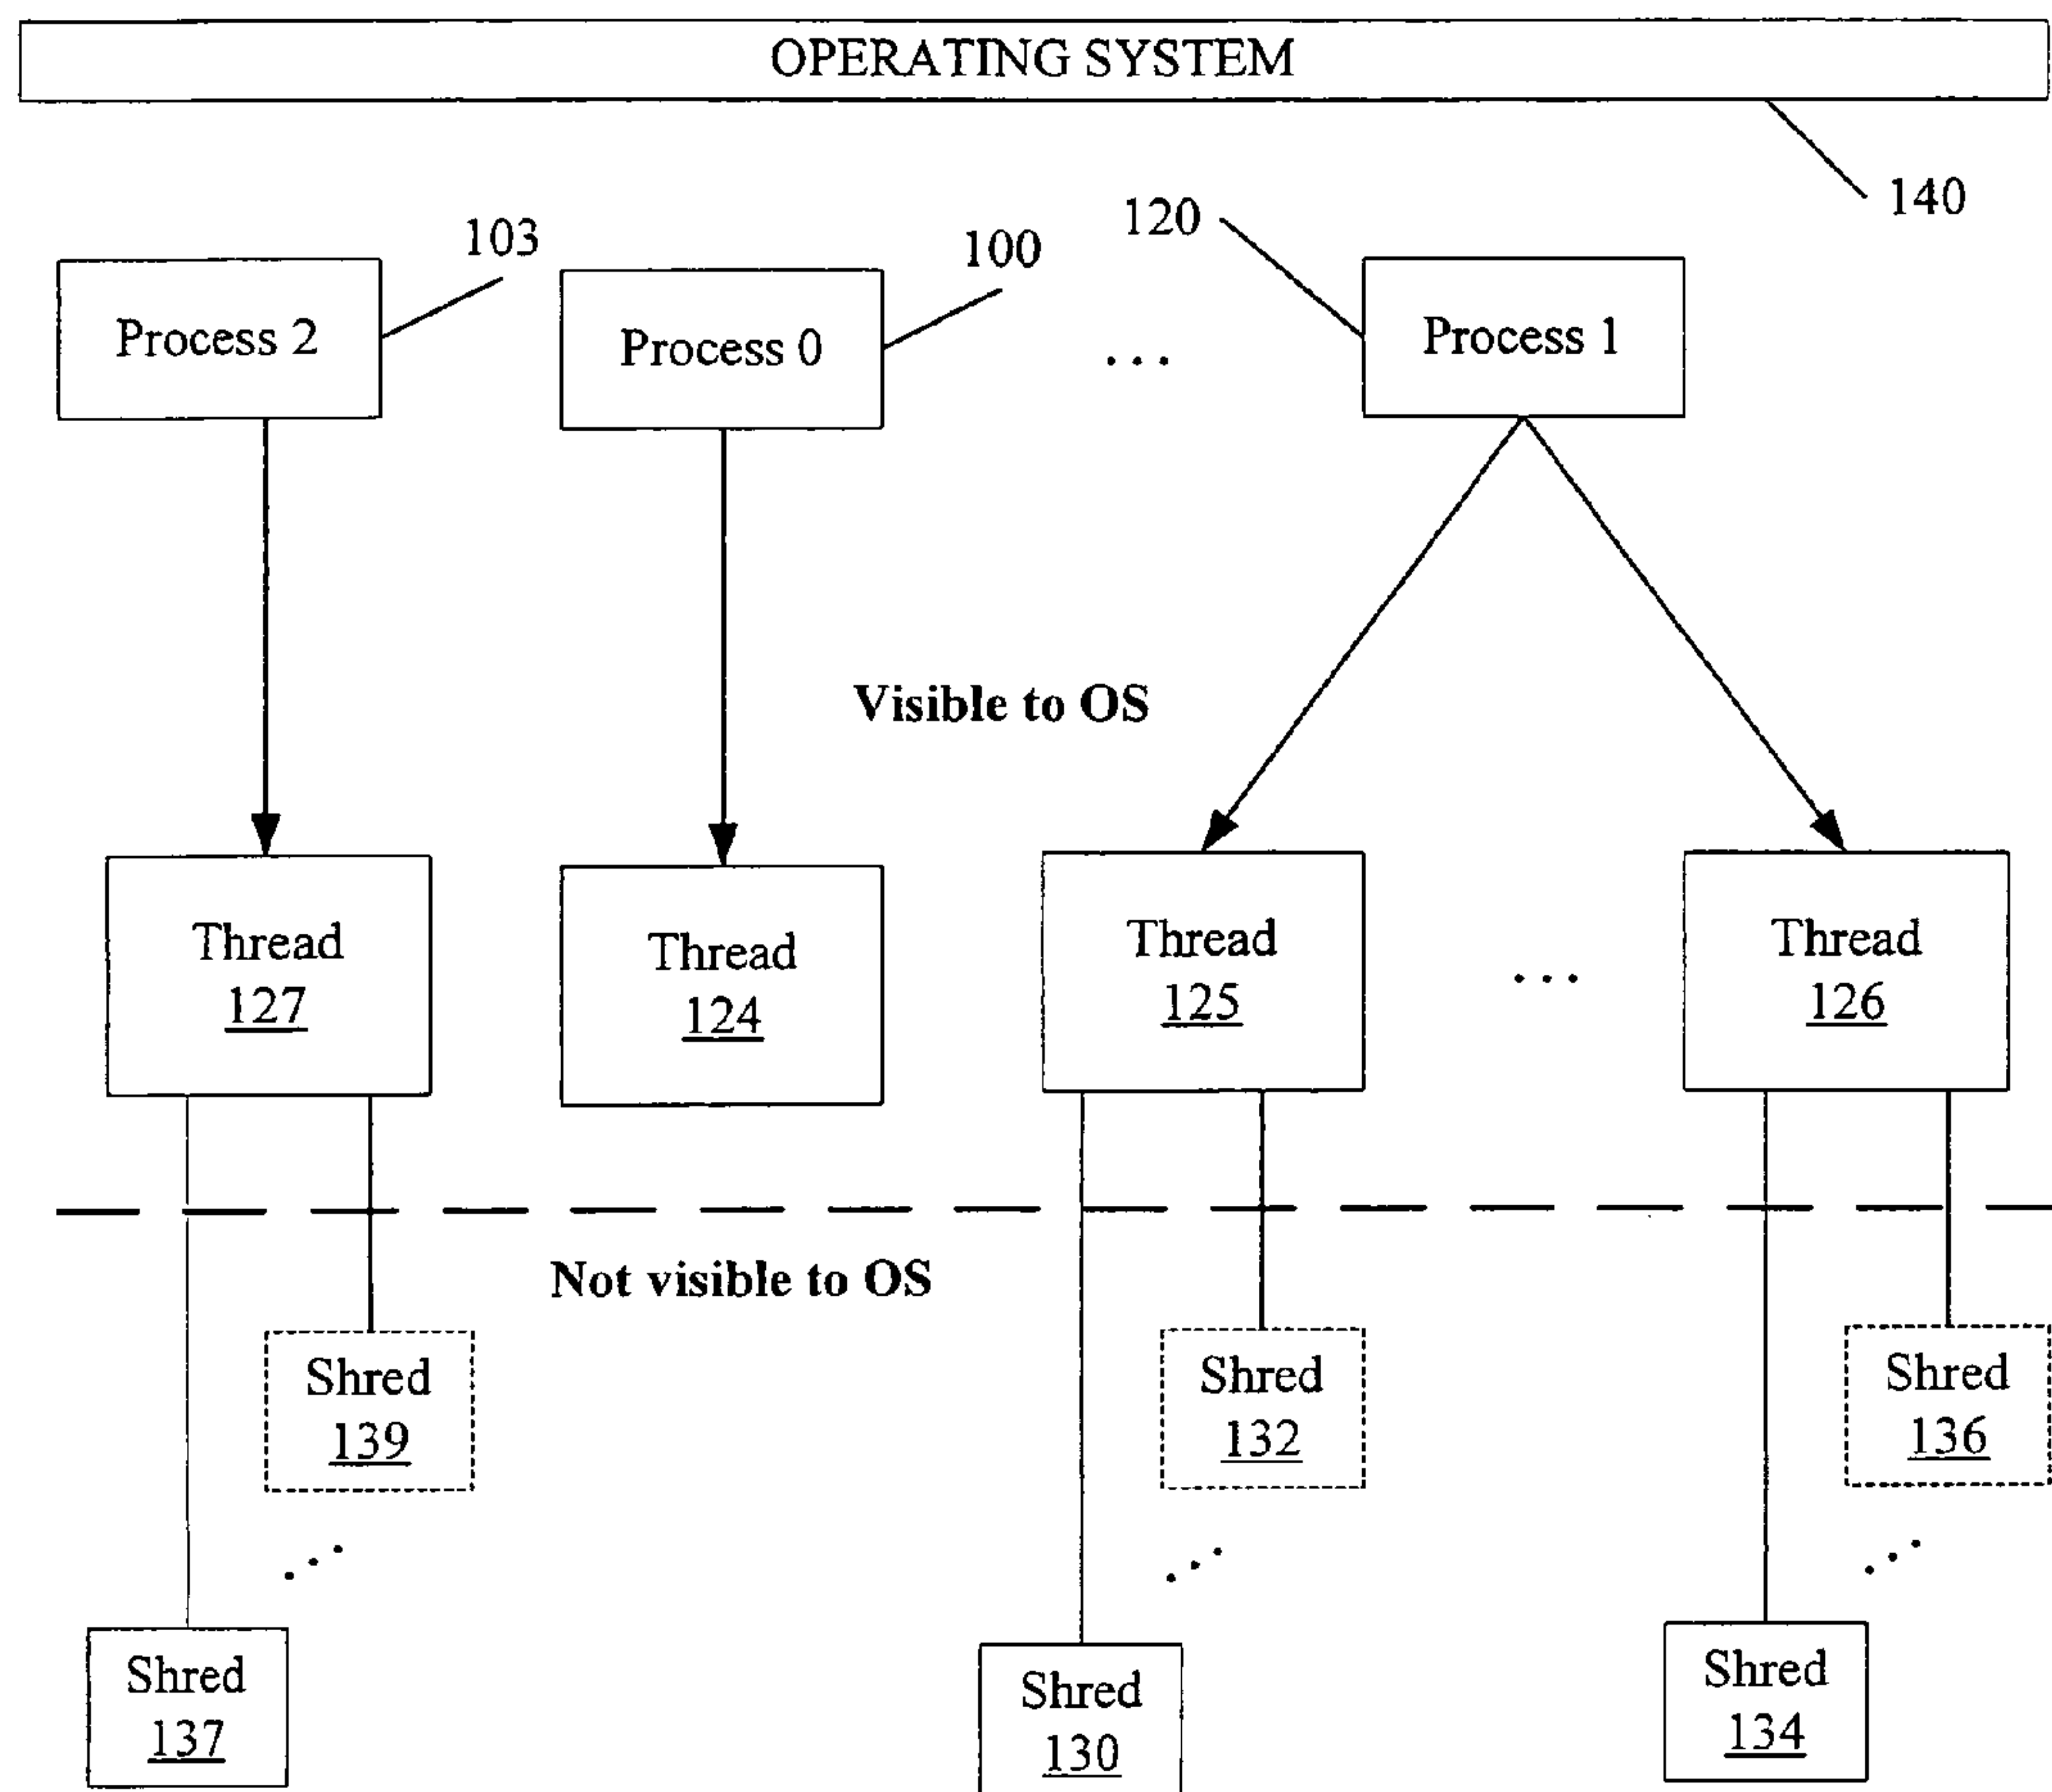 OPERATING SYSTEM
140
103
100
120
Process 2
Process 0
...
Process 1
Visible to OS
Thread
127
Thread
124
Thread
125
...
Thread
126
Not visible to OS
Shred
139
Shred
132
Shred
136
...
...
...
Shred
137
Shred
130
Shred
134